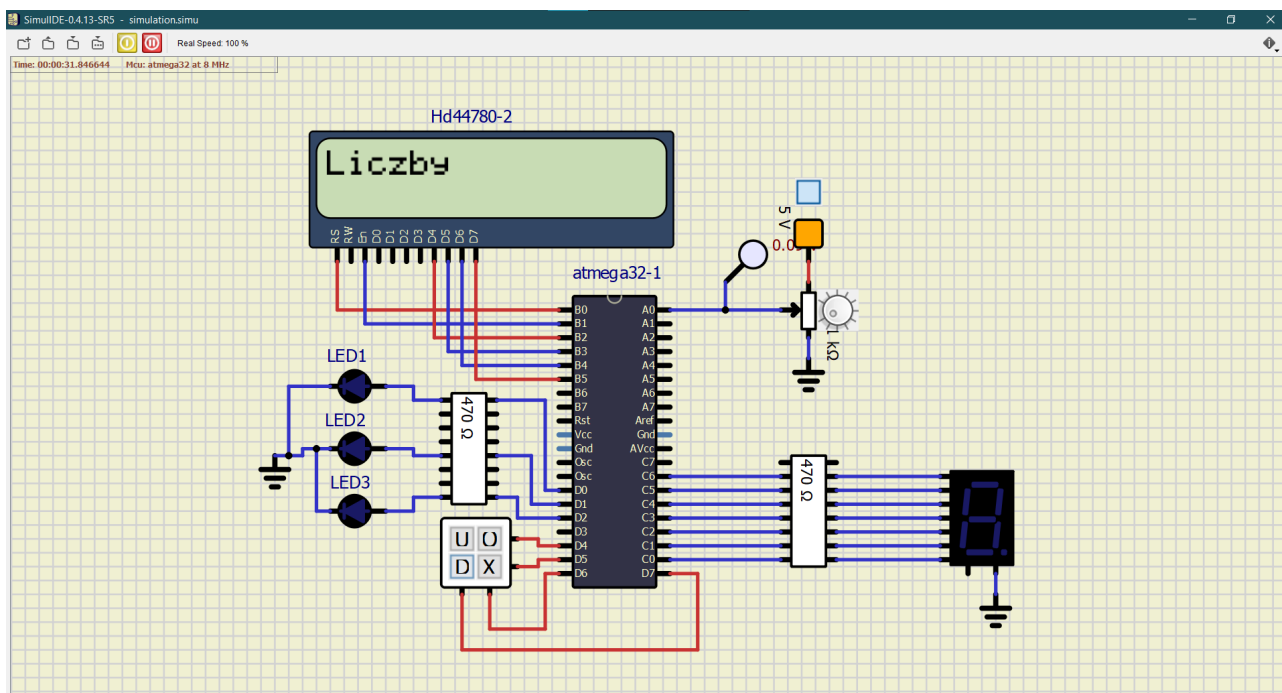 SimulIDE-0.4.13-SR5 - simulation.simu
Real Speed: 100 %
Time: 00:00:31.846644 Mcu: atmega32 at 8 MHz
Hd44780-2
Liczby
RS RW En D0 D1 D2 D3 D4 D5 D6 D7
5 V
atmega32-1
B0 A0
B1 A1
B2 A2
B3 A3
B4 A4
B5 A5
B6 A6
B7 A7
Rst Aref
Vcc Gnd
Gnd AVcc
Osc C7
Osc C6
D0 C5
D1 C4
D2 C3
D3 C2
D4 C1
D5 C0
D6 D7
1 kΩ
LED1
LED2
LED3
470 Ω
470 Ω
U O
D X